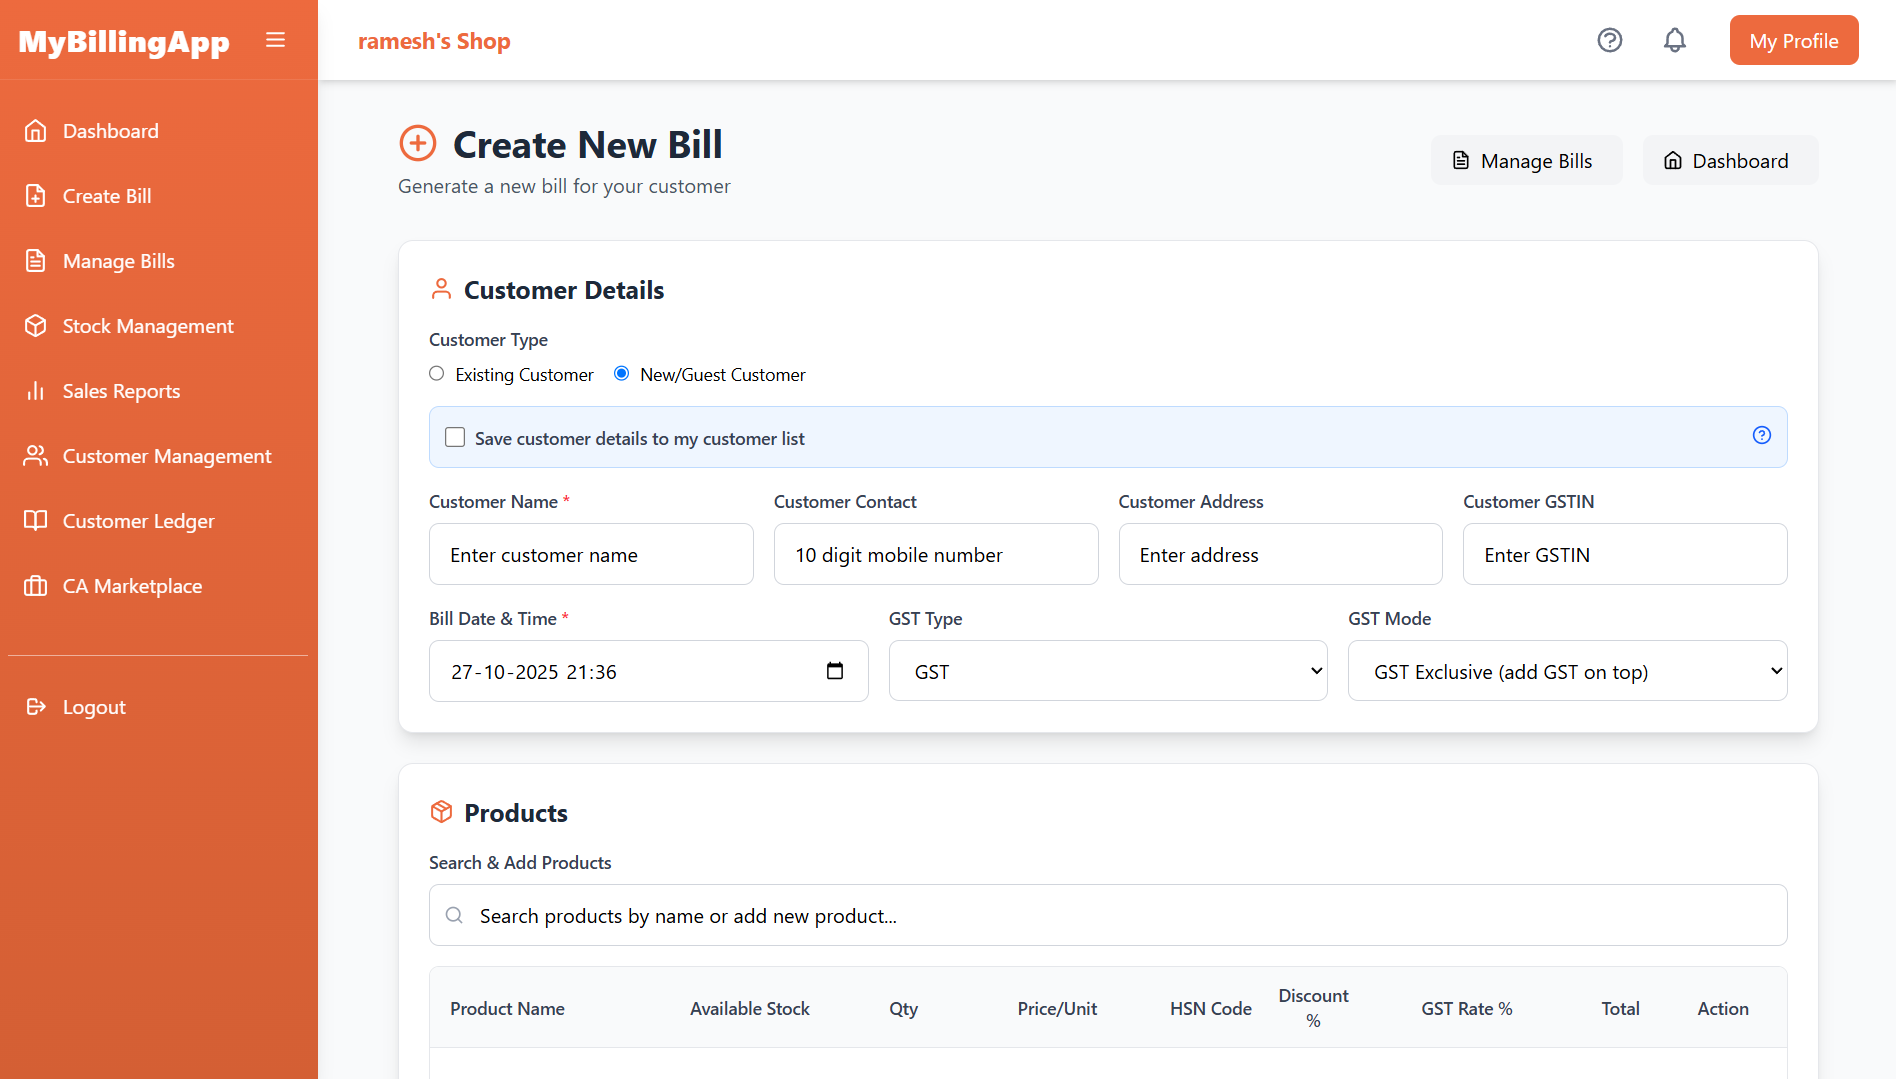 MyBillingApp
ramesh's Shop
My Profile
Dashboard
Create Bill
Manage Bills
Stock Management
Sales Reports
Customer Management
Customer Ledger
CA Marketplace
Logout
Create New Bill
Generate a new bill for your customer
Manage Bills
Dashboard
Customer Details
Customer Type
Existing Customer
New/Guest Customer
Save customer details to my customer list
Customer Name *
Customer Contact
Customer Address
Customer GSTIN
Enter customer name
10 digit mobile number
Enter address
Enter GSTIN
Bill Date & Time *
GST Type
GST Mode
27-10-2025 21:36
GST
GST Exclusive (add GST on top)
Products
Search & Add Products
Search products by name or add new product...
Product Name
Available Stock
Qty
Price/Unit
HSN Code
Discount
%
GST Rate %
Total
Action